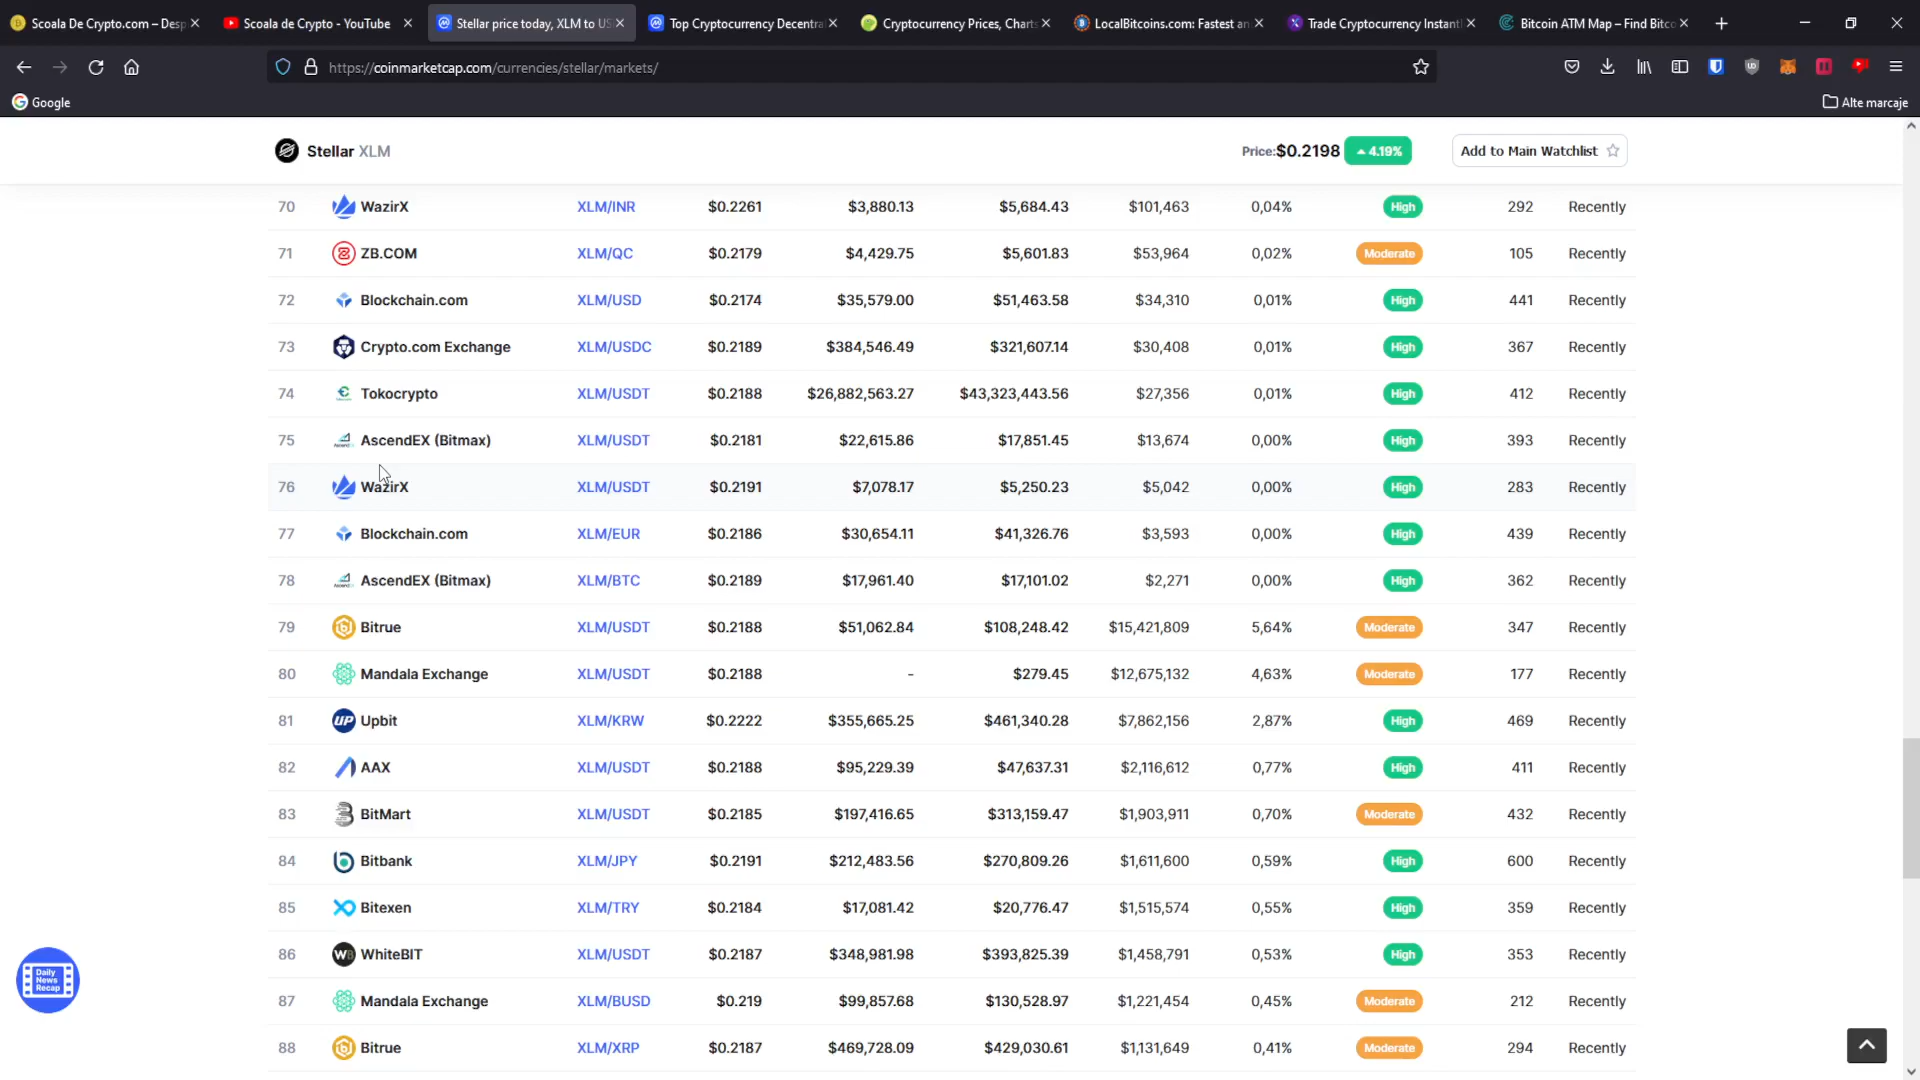 Scoala De Crypto.com – Desp
Scoala de Crypto - YouTube
Stellar price today, XLM to US
Top Cryptocurrency Decentra
Cryptocurrency Prices, Charts
LocalBitcoins.com: Fastest an
Trade Cryptocurrency Instantl
Bitcoin ATM Map – Find Bitco
https://coinmarketcap.com/currencies/stellar/markets/
Google
Alte marcaje
Stellar XLM
Price:$0.2198 4.19%
Add to Main Watchlist
70 WazirX XLM/INR $0.2261 $3,880.13 $5,684.43 $101,463 0,04% High 292 Recently
71 ZB.COM XLM/QC $0.2179 $4,429.75 $5,601.83 $53,964 0,02% Moderate 105 Recently
72 Blockchain.com XLM/USD $0.2174 $35,579.00 $51,463.58 $34,310 0,01% High 441 Recently
73 Crypto.com Exchange XLM/USDC $0.2189 $384,546.49 $321,607.14 $30,408 0,01% High 367 Recently
74 Tokocrypto XLM/USDT $0.2188 $26,882,563.27 $43,323,443.56 $27,356 0,01% High 412 Recently
75 AscendEX (Bitmax) XLM/USDT $0.2181 $22,615.86 $17,851.45 $13,674 0,00% High 393 Recently
76 WazirX XLM/USDT $0.2191 $7,078.17 $5,250.23 $5,042 0,00% High 283 Recently
77 Blockchain.com XLM/EUR $0.2186 $30,654.11 $41,326.76 $3,593 0,00% High 439 Recently
78 AscendEX (Bitmax) XLM/BTC $0.2189 $17,961.40 $17,101.02 $2,271 0,00% High 362 Recently
79 Bitrue XLM/USDT $0.2188 $51,062.84 $108,248.42 $15,421,809 5,64% Moderate 347 Recently
80 Mandala Exchange XLM/USDT $0.2188 - $279.45 $12,675,132 4,63% Moderate 177 Recently
81 UP Upbit XLM/KRW $0.2222 $355,665.25 $461,340.28 $7,862,156 2,87% High 469 Recently
82 AAX XLM/USDT $0.2188 $95,229.39 $47,637.31 $2,116,612 0,77% High 411 Recently
83 BitMart XLM/USDT $0.2185 $197,416.65 $313,159.47 $1,903,911 0,70% Moderate 432 Recently
84 Bitbank XLM/JPY $0.2191 $212,483.56 $270,809.26 $1,611,600 0,59% High 600 Recently
85 Bitexen XLM/TRY $0.2184 $17,081.42 $20,776.47 $1,515,574 0,55% High 359 Recently
86 WB WhiteBIT XLM/USDT $0.2187 $348,981.98 $393,825.39 $1,458,791 0,53% High 353 Recently
87 Mandala Exchange XLM/BUSD $0.219 $99,857.68 $130,528.97 $1,221,454 0,45% Moderate 212 Recently
88 Bitrue XLM/XRP $0.2187 $469,728.09 $429,030.61 $1,131,649 0,41% Moderate 294 Recently
Daily
News
Recap